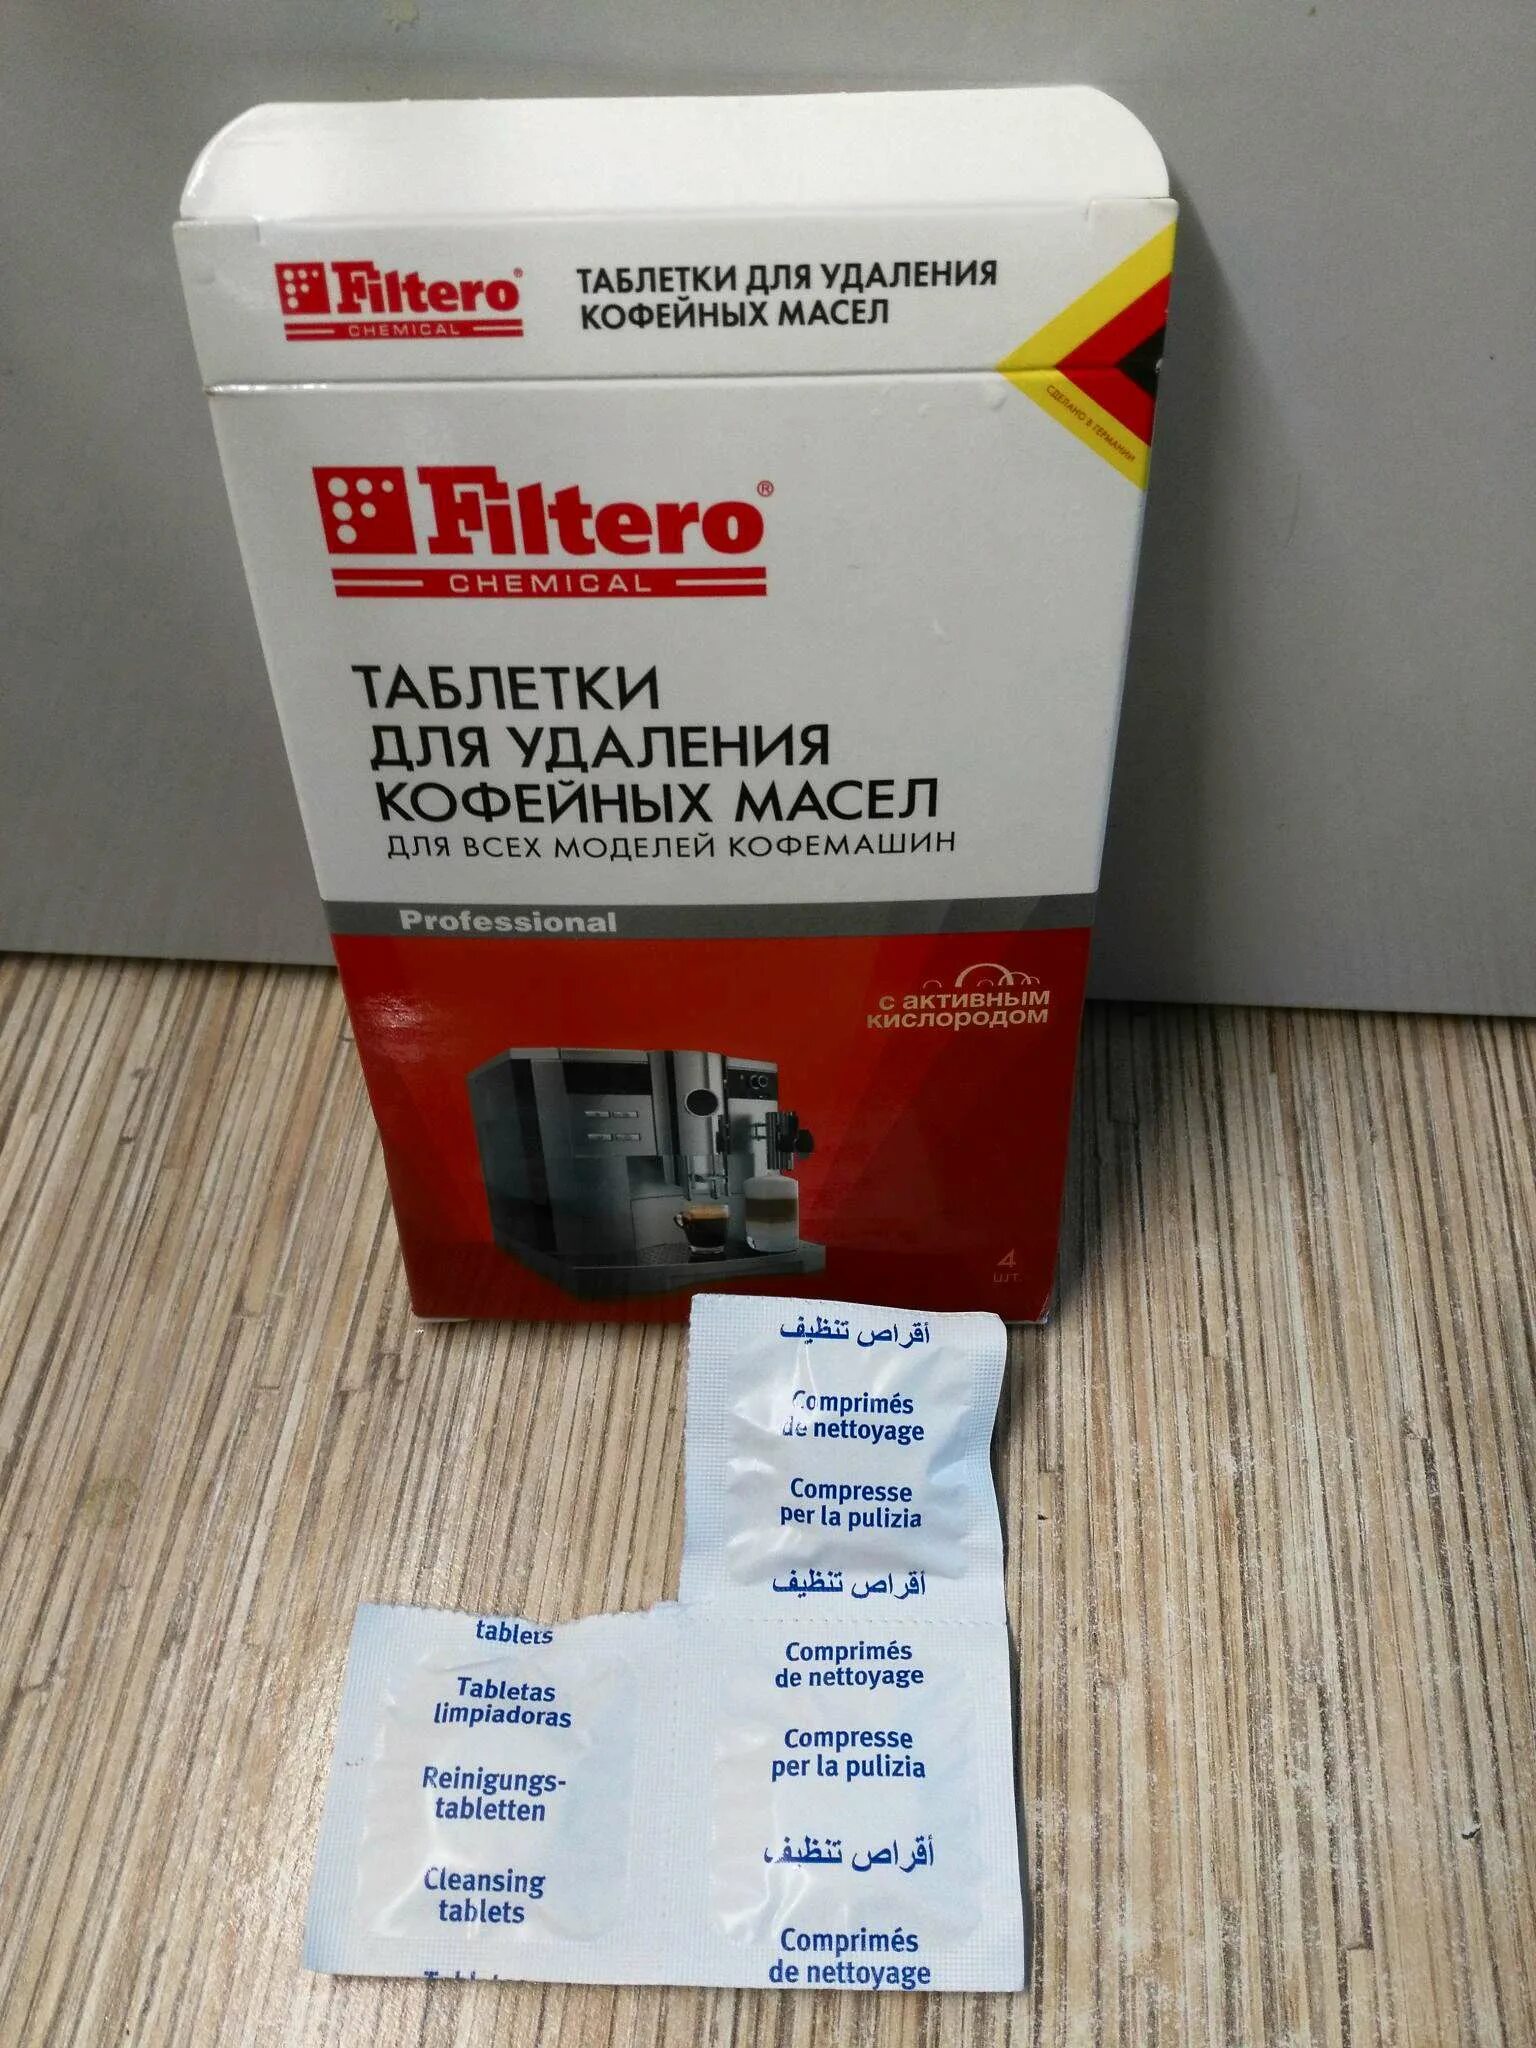 Filtero®
CHEMICAL
ТАБЛЕТКИ ДЛЯ УДАЛЕНИЯ
КОФЕЙНЫХ МАСЕЛ
СДЕЛАНО В ГЕРМАНИИ
Filtero®
CHEMICAL
ТАБЛЕТКИ
ДЛЯ УДАЛЕНИЯ
КОФЕЙНЫХ МАСЕЛ
ДЛЯ ВСЕХ МОДЕЛЕЙ КОФЕМАШИН
Professional
С АКТИВНЫМ
КИСЛОРОДОМ
4
ШТ.
أقراص تنظيف
Comprimés
de nettoyage
Compresse
per la pulizia
أقراص تنظيف
Comprimés
de nettoyage
Compresse
per la pulizia
أقراص تنظيف
Comprimés
de nettoyage
tablets
Tabletas
limpiadoras
Reinigungs-
tabletten
Cleansing
tablets